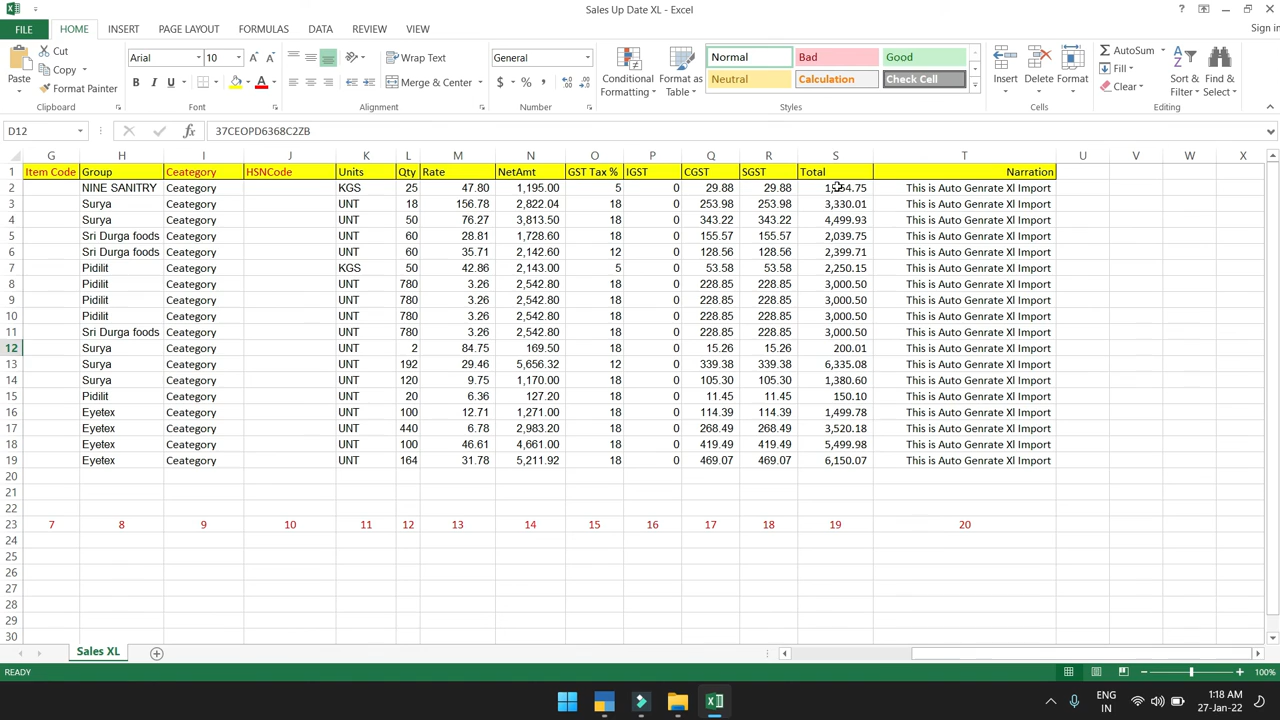 Sales Up Date XL - Excel
Sign in
FILE HOME INSERT PAGE LAYOUT FORMULAS DATA REVIEW VIEW
Paste Cut Copy Format Painter
Arial 10
B I U
Wrap Text
Merge & Center
General
$ % ,
Conditional Formatting
Format as Table
Normal Bad Good
Neutral Calculation Check Cell
Insert Delete Format
AutoSum
Fill
Clear
Sort & Filter
Find & Select
Clipboard Font Alignment Number Styles Cells Editing
D12 fx 37CEOPD6368C2ZB
G H I J K L M N O P Q R S T U V W X
1 Item Code Group Ceategory HSNCode Units Qty Rate NetAmt GST Tax % IGST CGST SGST Total Narration
2 NINE SANITRY Ceategory KGS 25 47.80 1,195.00 5 0 29.88 29.88 1,254.75 This is Auto Genrate Xl Import
3 Surya Ceategory UNT 18 156.78 2,822.04 18 0 253.98 253.98 3,330.01 This is Auto Genrate Xl Import
4 Surya Ceategory UNT 50 76.27 3,813.50 18 0 343.22 343.22 4,499.93 This is Auto Genrate Xl Import
5 Sri Durga foods Ceategory UNT 60 28.81 1,728.60 18 0 155.57 155.57 2,039.75 This is Auto Genrate Xl Import
6 Sri Durga foods Ceategory UNT 60 35.71 2,142.60 12 0 128.56 128.56 2,399.71 This is Auto Genrate Xl Import
7 Pidilit Ceategory KGS 50 42.86 2,143.00 5 0 53.58 53.58 2,250.15 This is Auto Genrate Xl Import
8 Pidilit Ceategory UNT 780 3.26 2,542.80 18 0 228.85 228.85 3,000.50 This is Auto Genrate Xl Import
9 Pidilit Ceategory UNT 780 3.26 2,542.80 18 0 228.85 228.85 3,000.50 This is Auto Genrate Xl Import
10 Pidilit Ceategory UNT 780 3.26 2,542.80 18 0 228.85 228.85 3,000.50 This is Auto Genrate Xl Import
11 Sri Durga foods Ceategory UNT 780 3.26 2,542.80 18 0 228.85 228.85 3,000.50 This is Auto Genrate Xl Import
12 Surya Ceategory UNT 2 84.75 169.50 18 0 15.26 15.26 200.01 This is Auto Genrate Xl Import
13 Surya Ceategory UNT 192 29.46 5,656.32 12 0 339.38 339.38 6,335.08 This is Auto Genrate Xl Import
14 Surya Ceategory UNT 120 9.75 1,170.00 18 0 105.30 105.30 1,380.60 This is Auto Genrate Xl Import
15 Pidilit Ceategory UNT 20 6.36 127.20 18 0 11.45 11.45 150.10 This is Auto Genrate Xl Import
16 Eyetex Ceategory UNT 100 12.71 1,271.00 18 0 114.39 114.39 1,499.78 This is Auto Genrate Xl Import
17 Eyetex Ceategory UNT 440 6.78 2,983.20 18 0 268.49 268.49 3,520.18 This is Auto Genrate Xl Import
18 Eyetex Ceategory UNT 100 46.61 4,661.00 18 0 419.49 419.49 5,499.98 This is Auto Genrate Xl Import
19 Eyetex Ceategory UNT 164 31.78 5,211.92 18 0 469.07 469.07 6,150.07 This is Auto Genrate Xl Import
20
21
22
23 7 8 9 10 11 12 13 14 15 16 17 18 19 20
24
25
26
27
28
29
30
Sales XL
READY 100%
ENG IN
1:18 AM
27-Jan-22